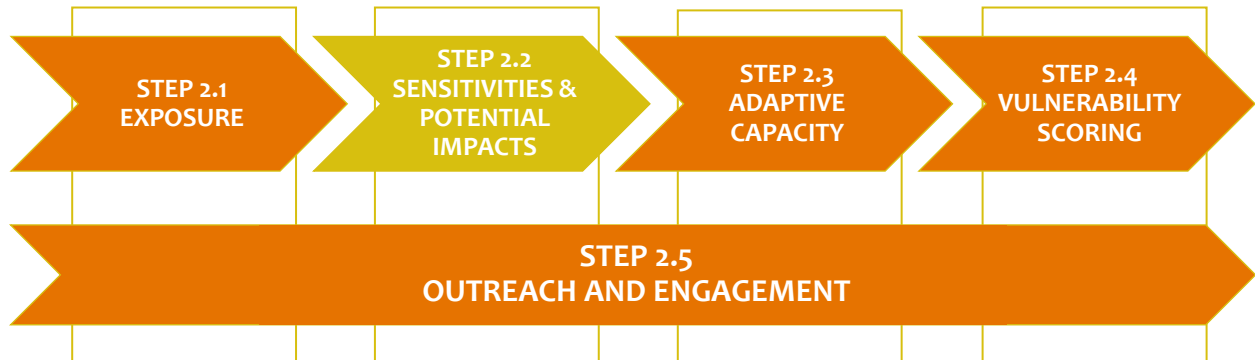 STEP 2.1
EXPOSURE
STEP 2.2
SENSITIVITIES &
POTENTIAL
IMPACTS
STEP 2.3
ADAPTIVE
CAPACITY
STEP 2.4
VULNERABILITY
SCORING
STEP 2.5
OUTREACH AND ENGAGEMENT